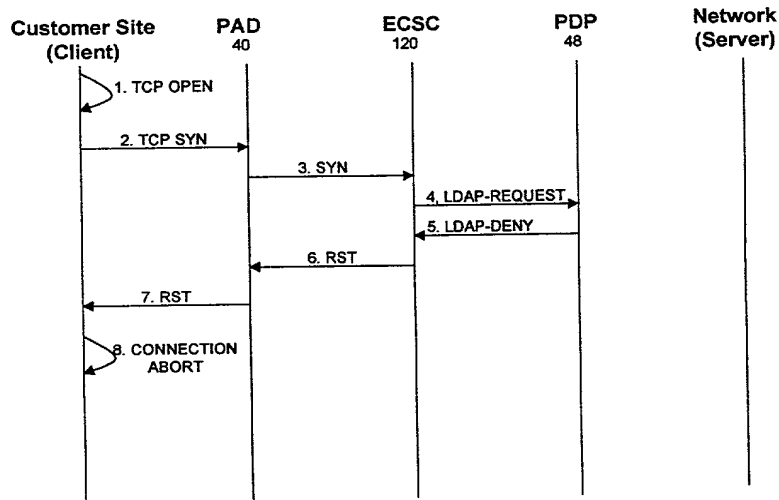 Customer Site
(Client)
PAD
40
ECSC
120
PDP
48
Network
(Server)
1. TCP OPEN
2. TCP SYN
3. SYN
4, LDAP-REQUEST
5. LDAP-DENY
6. RST
7. RST
8. CONNECTION
ABORT